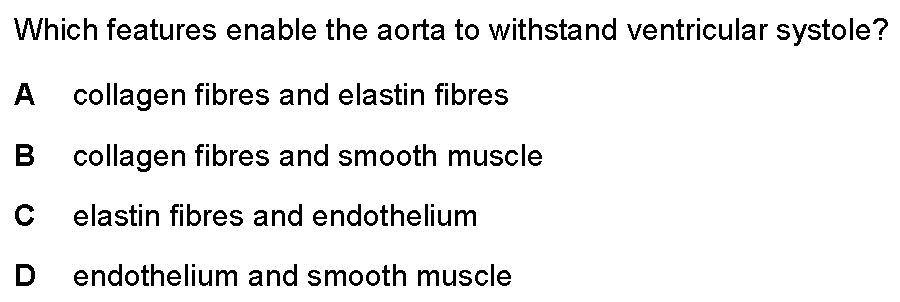 Which features enable the aorta to withstand ventricular systole?
A collagen fibres and elastin fibres
B collagen fibres and smooth muscle
C elastin fibres and endothelium
D endothelium and smooth muscle